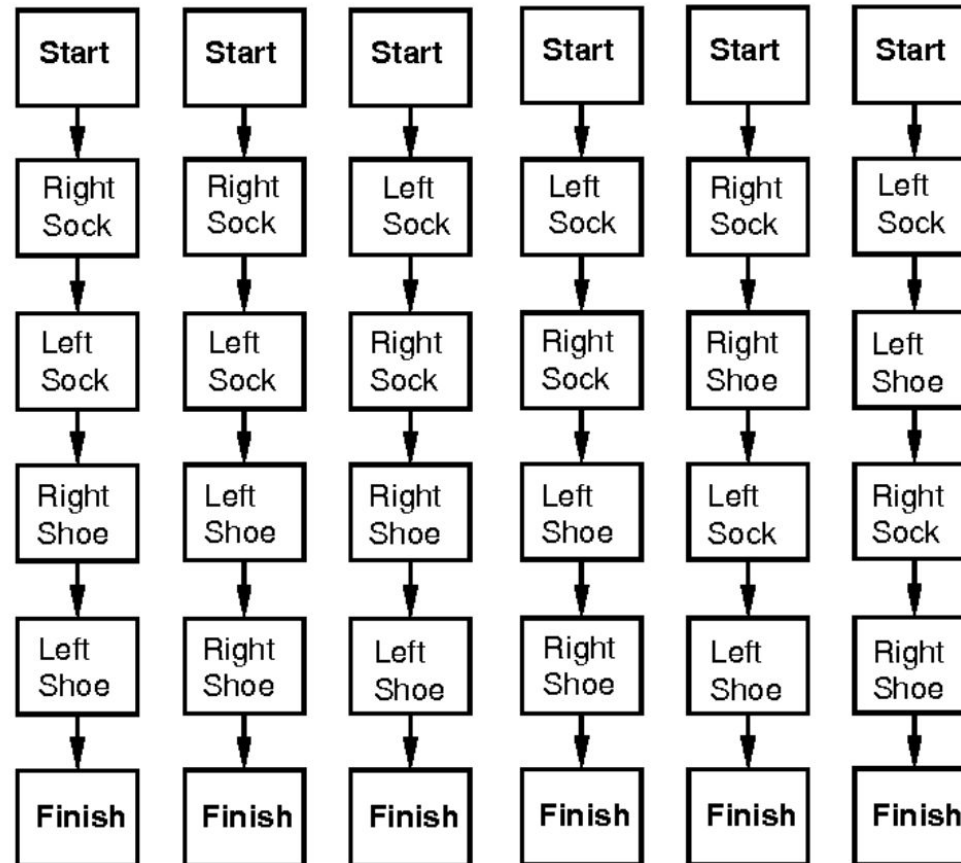 Start Start Start Start Start Start
Right Right Left Left Right Left
Sock Sock Sock Sock Sock Sock
Left Left Right Right Right Left
Sock Sock Sock Sock Shoe Shoe
Right Left Right Left Left Right
Shoe Shoe Shoe Shoe Sock Sock
Left Right Left Right Left Right
Shoe Shoe Shoe Shoe Shoe Shoe
Finish Finish Finish Finish Finish Finish